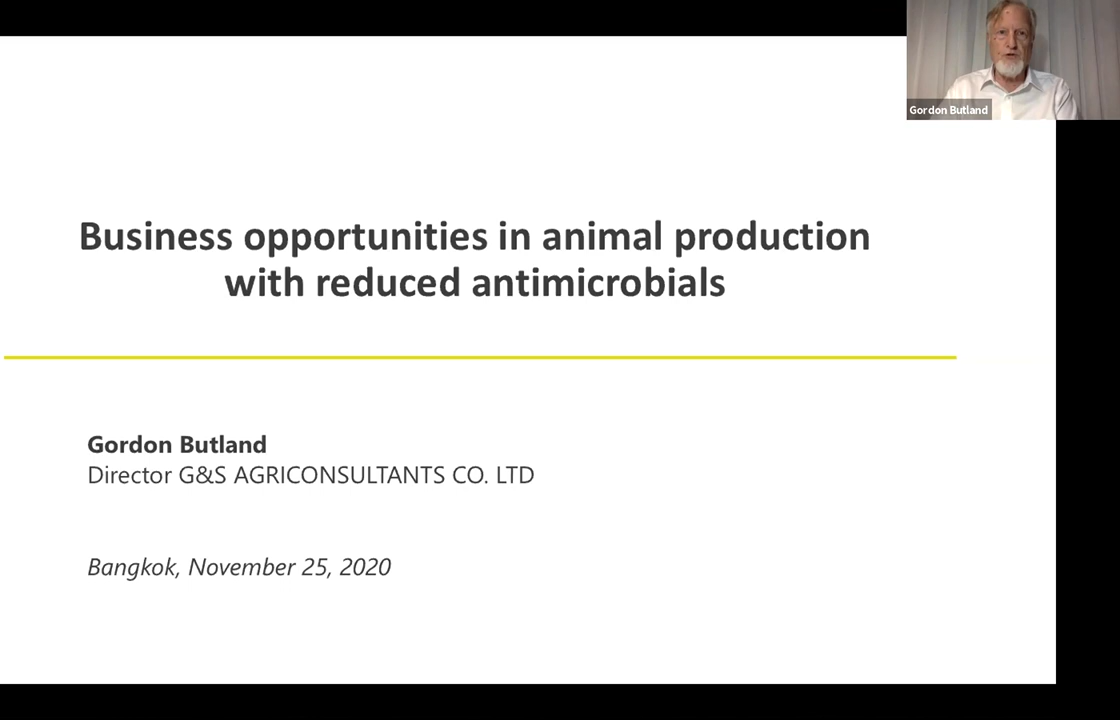 Gordon Butland
Business opportunities in animal production
with reduced antimicrobials
Gordon Butland
Director G&S AGRICONSULTANTS CO. LTD
Bangkok, November 25, 2020